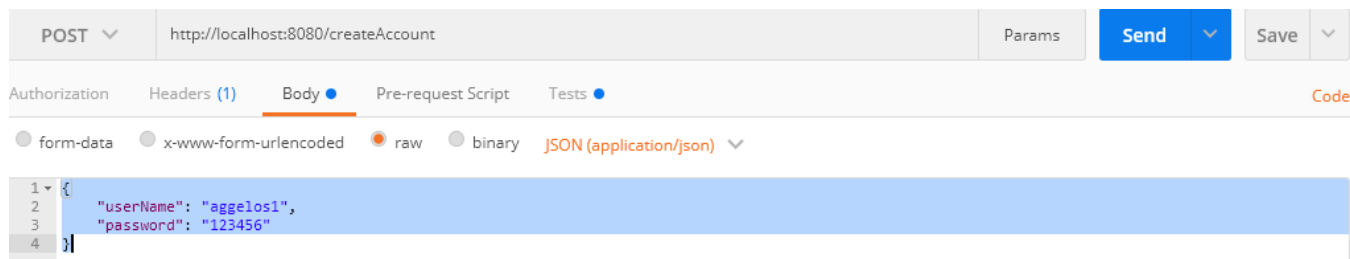 POST http://localhost:8080/createAccount Params Send Save
Authorization Headers (1) Body Pre-request Script Tests Code
form-data x-www-form-urlencoded raw binary JSON (application/json)
1 {
2 "userName": "aggelos1",
3 "password": "123456"
4 }